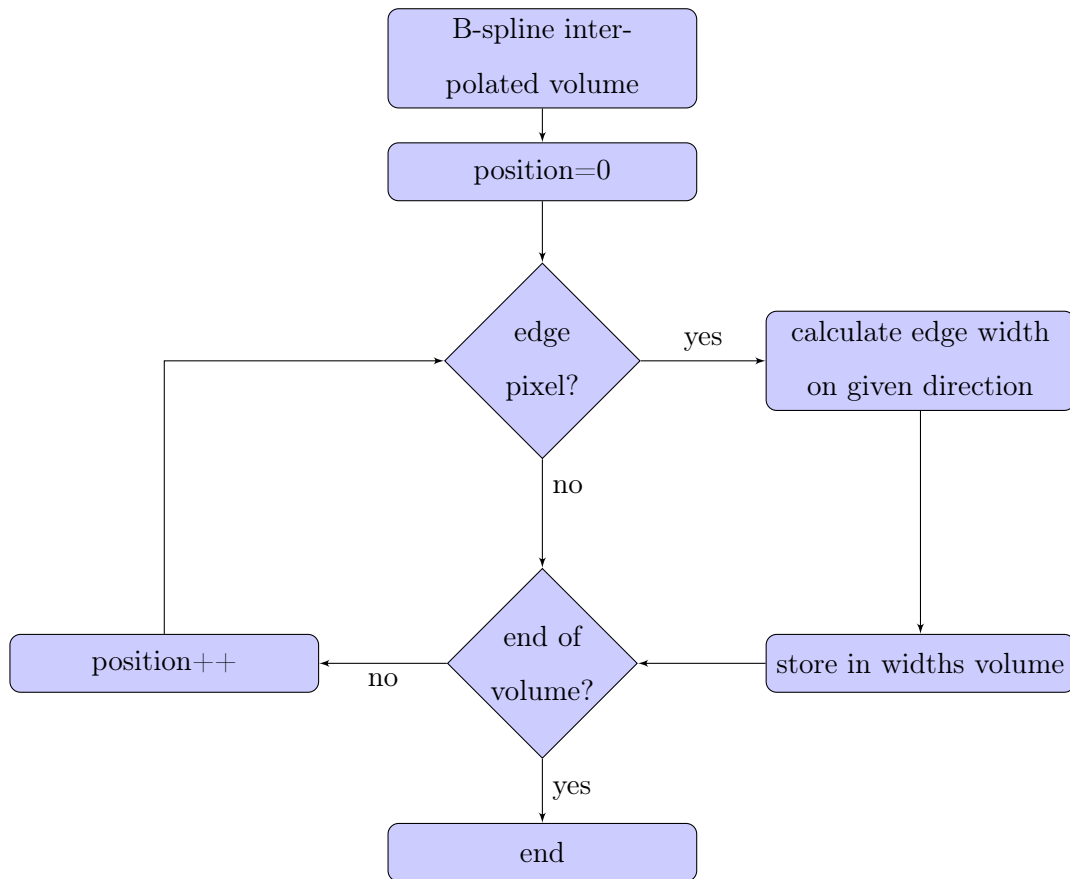 B-spline inter-
polated volume
position=0
edge
pixel?
yes
calculate edge width
on given direction
no
end of
volume?
store in widths volume
no
position++
yes
end